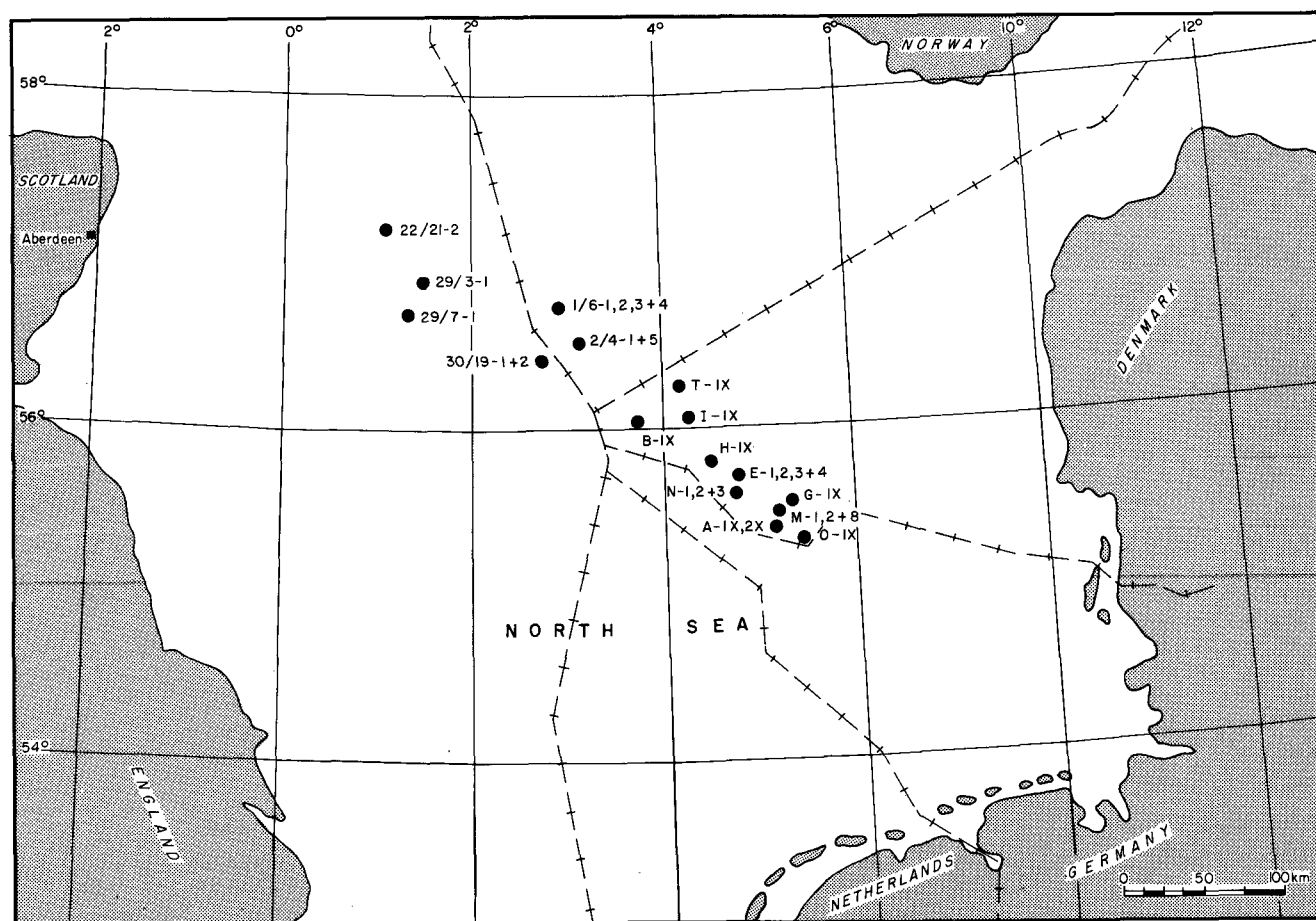 2° 0° 2° 4° 6° 10° 12°
NORWAY
58°
SCOTLAND
Aberdeen
22/21-2
29/3-1
29/7-1
1/6-1,2,3+4
2/4-1+5
30/19-1+2
DENMARK
T-1X
I-1X
56°
B-1X
H-1X
E-1,2,3+4
N-1,2+3
G-1X
M-1,2+8
A-1X,2X
O-1X
NORTH SEA
54°
ENGLAND
NETHERLANDS
GERMANY
0 50 100km